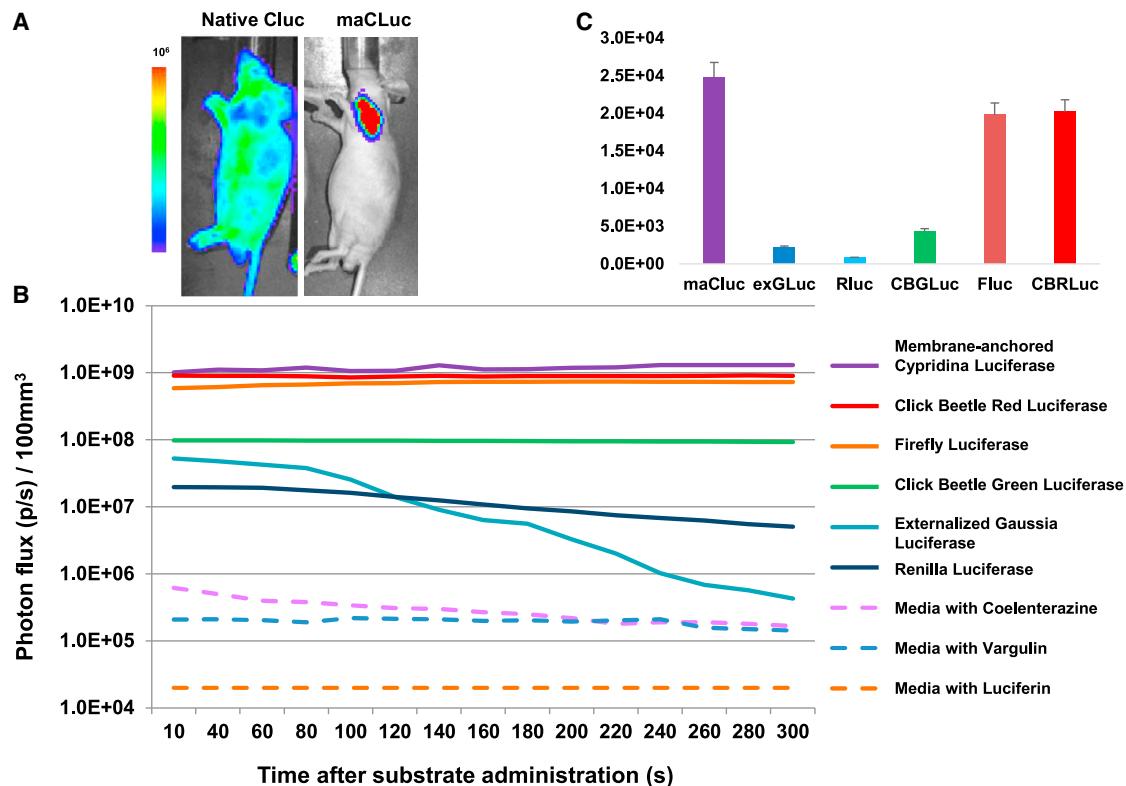 A
Native Cluc
maCLuc
10⁶
C
3.0E+04
2.5E+04
2.0E+04
1.5E+04
1.0E+04
5.0E+03
0.0E+00
maCluc exGLuc Rluc CBGLuc Fluc CBRLuc
B
Photon flux (p/s) / 100mm³
1.0E+10
1.0E+09
1.0E+08
1.0E+07
1.0E+06
1.0E+05
1.0E+04
10 40 60 80 100 120 140 160 180 200 220 240 260 280 300
Time after substrate administration (s)
Membrane-anchored
Cypridina Luciferase
Click Beetle Red Luciferase
Firefly Luciferase
Click Beetle Green Luciferase
Externalized Gaussia
Luciferase
Renilla Luciferase
Media with Coelenterazine
Media with Vargulin
Media with Luciferin